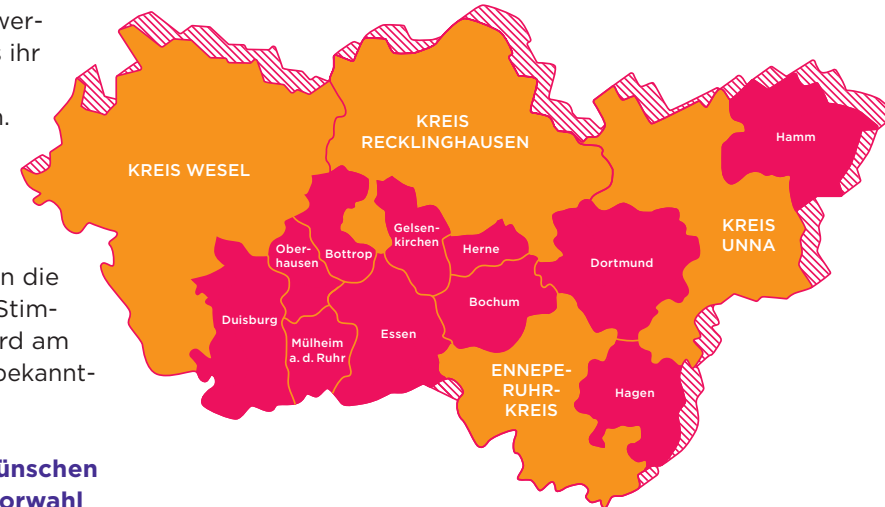 wer-
ihr
n.
n die
Stim-
rd am
bekannt-
ünschen
orwahl
KREIS WESEL
KREIS
RECKLINGHAUSEN
Hamm
KREIS
UNNA
Gelsen-
kirchen
Herne
Ober-
hausen
Bottrop
Dortmund
Bochum
Duisburg
Essen
Mülheim
a. d. Ruhr
ENNEPE-
RUHR-
KREIS
Hagen